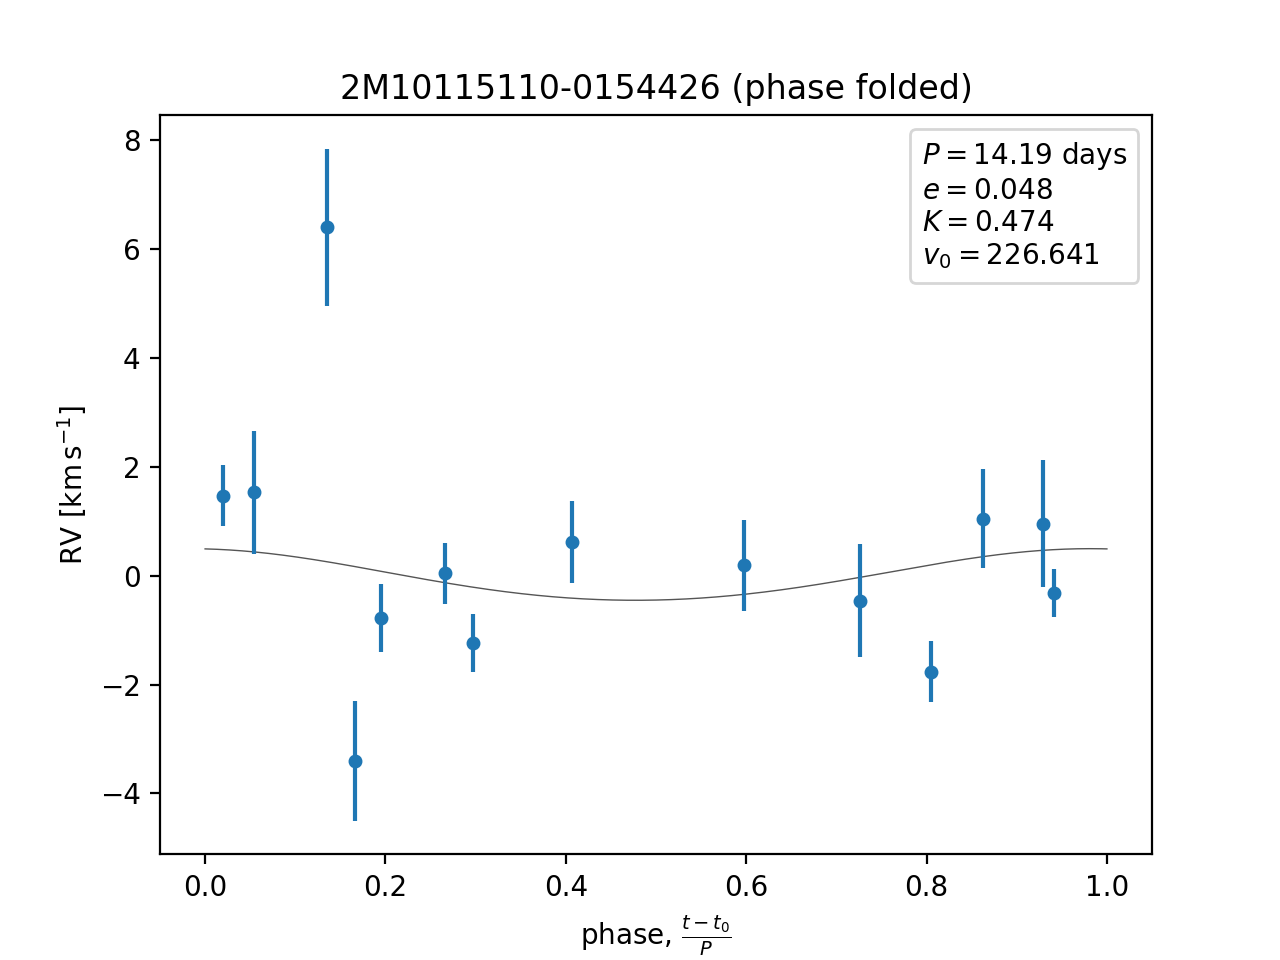 2M10115110-0154426 (phase folded)
P = 14.19 days
e = 0.048
K = 0.474
v₀ = 226.641
8
6
4
2
0
−2
−4
RV [km s⁻¹]
0.0 0.2 0.4 0.6 0.8 1.0
phase, (t − t₀)/P